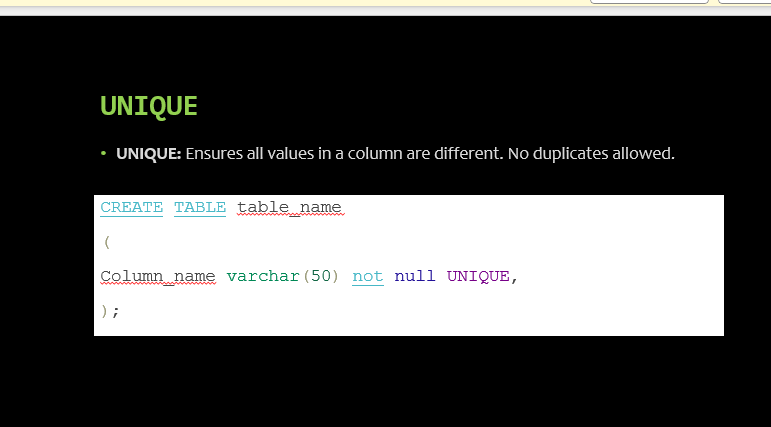 UNIQUE
• UNIQUE: Ensures all values in a column are different. No duplicates allowed.
CREATE TABLE table_name
(
Column_name varchar(50) not null UNIQUE,
);